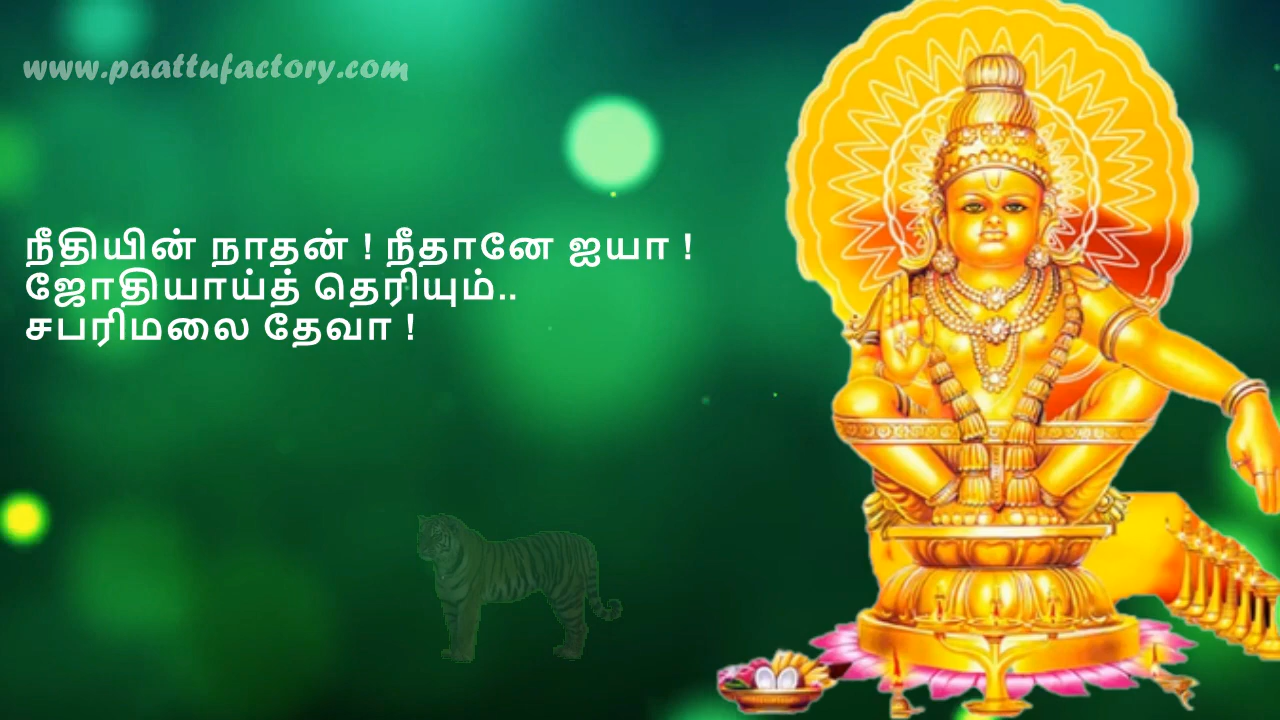 www.paattufactory.com
நீதியின் நாதன் ! நீதானே ஐயா !
ஜோதியாய்த் தெரியும்..
சபரிமலை தேவா !